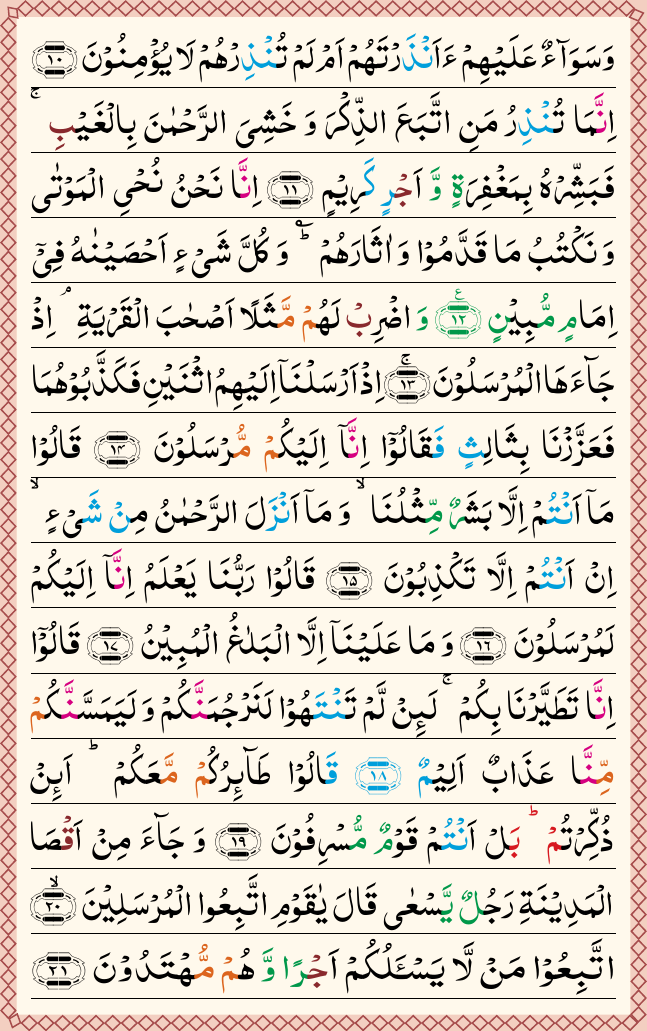 وَسَوَآءٌ عَلَيْهِمْ ءَاَنْذَرْتَهُمْ اَمْ لَمْ تُنْذِرْهُمْ لَا يُؤْمِنُوْنَ ۝١٠
اِنَّمَا تُنْذِرُ مَنِ اتَّبَعَ الذِّكْرَ وَ خَشِىَ الرَّحْمٰنَ بِالْغَيْبِ ۚ
فَبَشِّرْهُ بِمَغْفِرَةٍ وَّ اَجْرٍ كَرِيْمٍ ۝١١ اِنَّا نَحْنُ نُحْىِ الْمَوْتٰى
وَ نَكْتُبُ مَا قَدَّمُوْا وَ اٰثَارَهُمْ ؕ وَ كُلَّ شَىْءٍ اَحْصَيْنٰهُ فِىْۤ
اِمَامٍ مُّبِيْنٍ ۝١٢ وَ اضْرِبْ لَهُمْ مَّثَلًا اَصْحٰبَ الْقَرْيَةِ ۘ اِذْ
جَآءَهَا الْمُرْسَلُوْنَ ۝١٣ اِذْ اَرْسَلْنَاۤ اِلَيْهِمُ اثْنَيْنِ فَكَذَّبُوْهُمَا
فَعَزَّزْنَا بِثَالِثٍ فَقَالُوْۤا اِنَّاۤ اِلَيْكُمْ مُّرْسَلُوْنَ ۝١٤ قَالُوْا
مَاۤ اَنْتُمْ اِلَّا بَشَرٌ مِّثْلُنَا ۙ وَ مَاۤ اَنْزَلَ الرَّحْمٰنُ مِنْ شَىْءٍ ۙ
اِنْ اَنْتُمْ اِلَّا تَكْذِبُوْنَ ۝١٥ قَالُوْا رَبُّنَا يَعْلَمُ اِنَّاۤ اِلَيْكُمْ
لَمُرْسَلُوْنَ ۝١٦ وَ مَا عَلَيْنَاۤ اِلَّا الْبَلٰغُ الْمُبِيْنُ ۝١٧ قَالُوْۤا
اِنَّا تَطَيَّرْنَا بِكُمْ ۚ لَىِٕنْ لَّمْ تَنْتَهُوْا لَنَرْجُمَنَّكُمْ وَ لَيَمَسَّنَّكُمْ
مِّنَّا عَذَابٌ اَلِيْمٌ ۝١٨ قَالُوْا طَآىِٕرُكُمْ مَّعَكُمْ ؕ اَىِٕنْ
ذُكِّرْتُمْ ؕ بَلْ اَنْتُمْ قَوْمٌ مُّسْرِفُوْنَ ۝١٩ وَ جَآءَ مِنْ اَقْصَا
الْمَدِيْنَةِ رَجُلٌ يَّسْعٰى قَالَ يٰقَوْمِ اتَّبِعُوا الْمُرْسَلِيْنَ ۙ۝٢٠
اتَّبِعُوْا مَنْ لَّا يَسْـَٔلُكُمْ اَجْرًا وَّ هُمْ مُّهْتَدُوْنَ ۝٢١